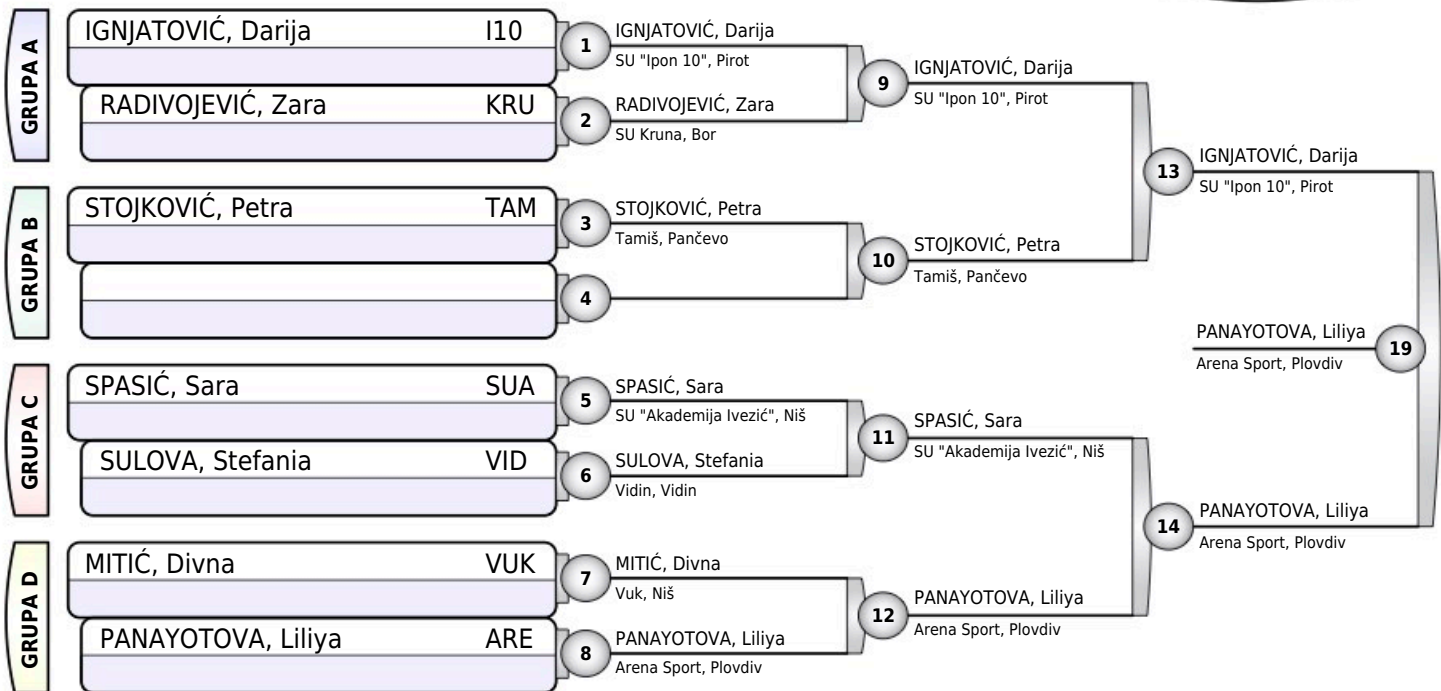 GRUPA A
IGNJATOVIĆ, Darija I10
RADIVOJEVIĆ, Zara KRU
1
IGNJATOVIĆ, Darija
SU "Ipon 10", Pirot
2
RADIVOJEVIĆ, Zara
SU Kruna, Bor
9
IGNJATOVIĆ, Darija
SU "Ipon 10", Pirot
GRUPA B
STOJKOVIĆ, Petra TAM
3
STOJKOVIĆ, Petra
Tamiš, Pančevo
4
10
STOJKOVIĆ, Petra
Tamiš, Pančevo
13
IGNJATOVIĆ, Darija
SU "Ipon 10", Pirot
GRUPA C
SPASIĆ, Sara SUA
SULOVA, Stefania VID
5
SPASIĆ, Sara
SU "Akademija Ivezić", Niš
6
SULOVA, Stefania
Vidin, Vidin
11
SPASIĆ, Sara
SU "Akademija Ivezić", Niš
GRUPA D
MITIĆ, Divna VUK
PANAYOTOVA, Liliya ARE
7
MITIĆ, Divna
Vuk, Niš
8
PANAYOTOVA, Liliya
Arena Sport, Plovdiv
12
PANAYOTOVA, Liliya
Arena Sport, Plovdiv
14
PANAYOTOVA, Liliya
Arena Sport, Plovdiv
PANAYOTOVA, Liliya
Arena Sport, Plovdiv
19